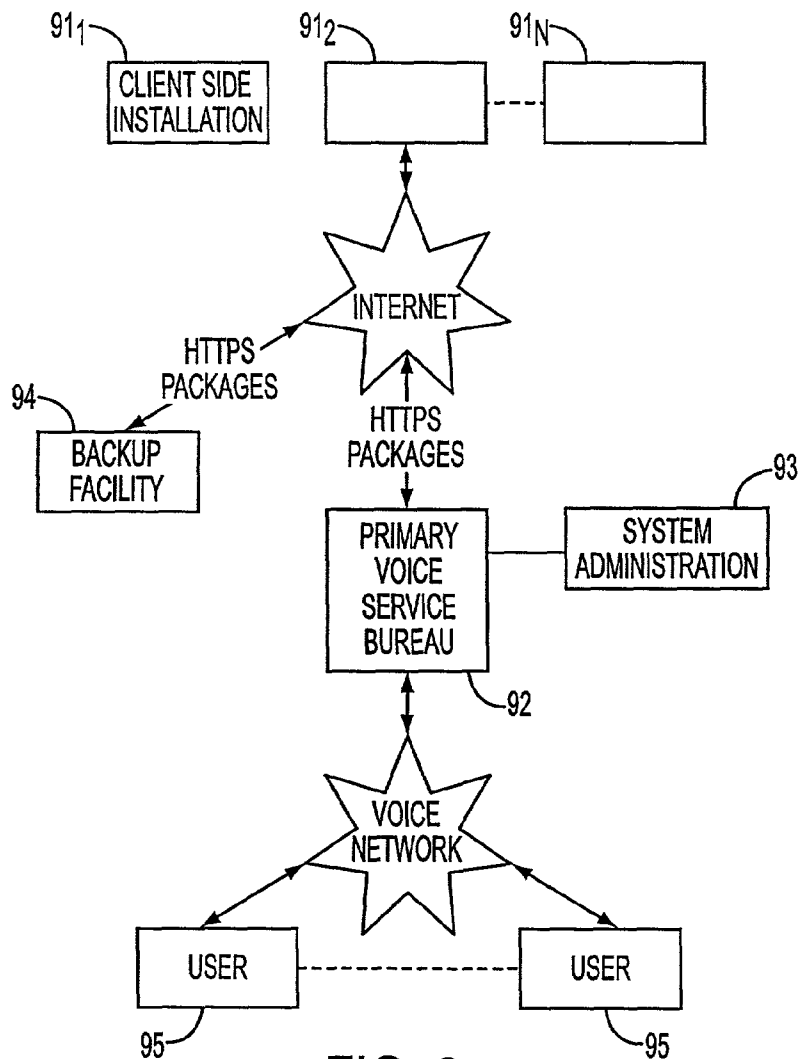 91₁
91₂
91N
CLIENT SIDE
INSTALLATION
INTERNET
HTTPS
PACKAGES
94
BACKUP
FACILITY
HTTPS
PACKAGES
93
SYSTEM
ADMINISTRATION
PRIMARY
VOICE
SERVICE
BUREAU
92
VOICE
NETWORK
USER
USER
95
95